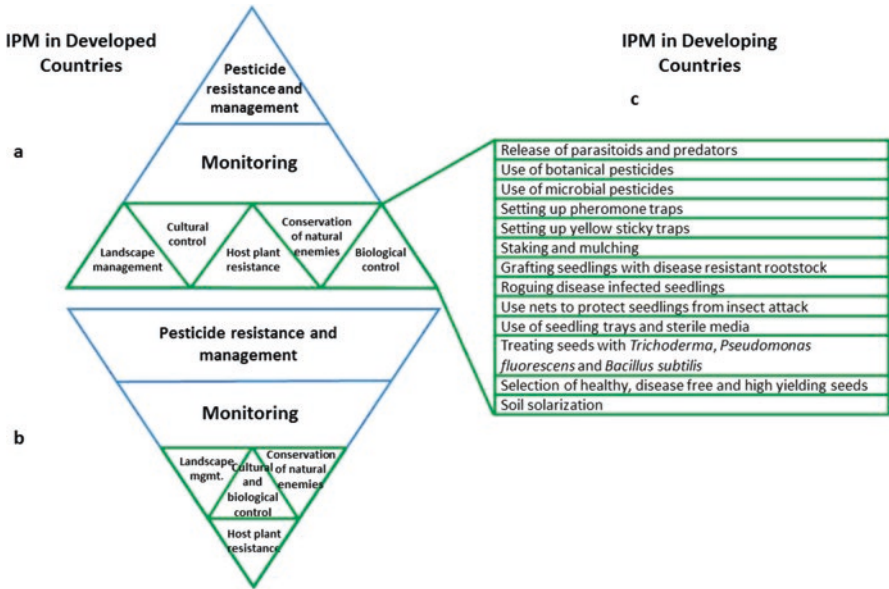 IPM in Developed
Countries
IPM in Developing
Countries
c
a
Pesticide
resistance and
management
Monitoring
Landscape
management
Cultural
control
Host plant
resistance
Conservation
of natural
enemies
Biological
control
Release of parasitoids and predators
Use of botanical pesticides
Use of microbial pesticides
Setting up pheromone traps
Setting up yellow sticky traps
Staking and mulching
Grafting seedlings with disease resistant rootstock
Roguing disease infected seedlings
Use nets to protect seedlings from insect attack
Use of seedling trays and sterile media
Treating seeds with Trichoderma, Pseudomonas
fluorescens and Bacillus subtilis
Selection of healthy, disease free and high yielding seeds
Soil solarization
b
Pesticide resistance and
management
Monitoring
Landscape
mgmt.
Cultural
and
biological
control
Conservation
of natural
enemies
Host plant
resistance